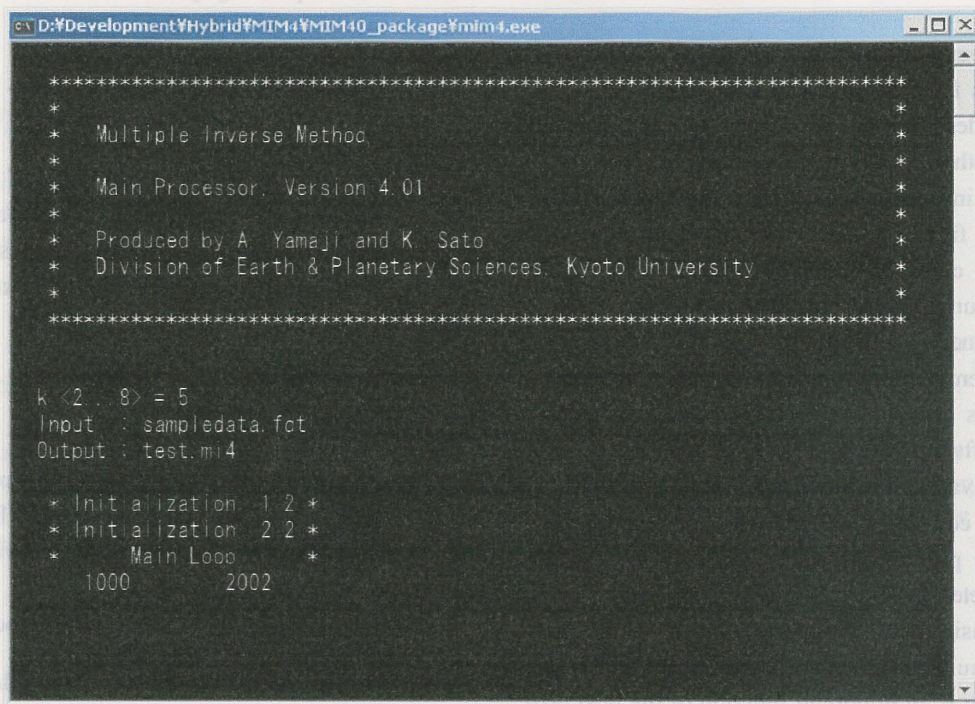 D:¥Development¥Hybrid¥MIM4¥MIM40_package¥mim4.exe
*************************************************************************
* *
* Multiple Inverse Method *
* *
* Main Processor, Version 4.01 *
* *
* Produced by A. Yamaji and K. Sato *
* Division of Earth & Planetary Sciences, Kyoto University *
* *
*************************************************************************
k <2...8> = 5
Input : sampledata.fdt
Output : test.mi4
* Initialization 1/2 *
* Initialization 2/2 *
* Main Loop *
1000 2002